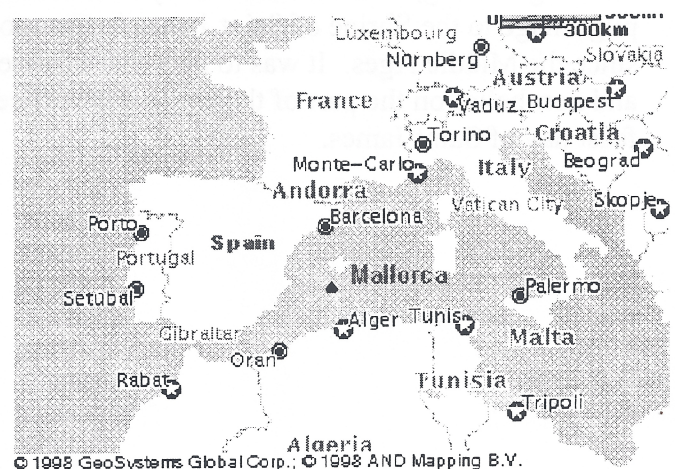 0
300km
Luxembourg
Nürnberg
Slovakia
Austria
France
Vaduz Budapest
Torino
Croatia
Monte-Carlo
Italy
Beograd
Andorra
Vatican City
Skopje
Porto
Barcelona
Spain
Portugal
Mallorca
Setubal
Palermo
Gibraltar
Alger
Tunis
Malta
Oran
Rabat
Tunisia
Tripoli
Algeria
© 1998 GeoSystems Global Corp.; © 1998 AND Mapping B.V.